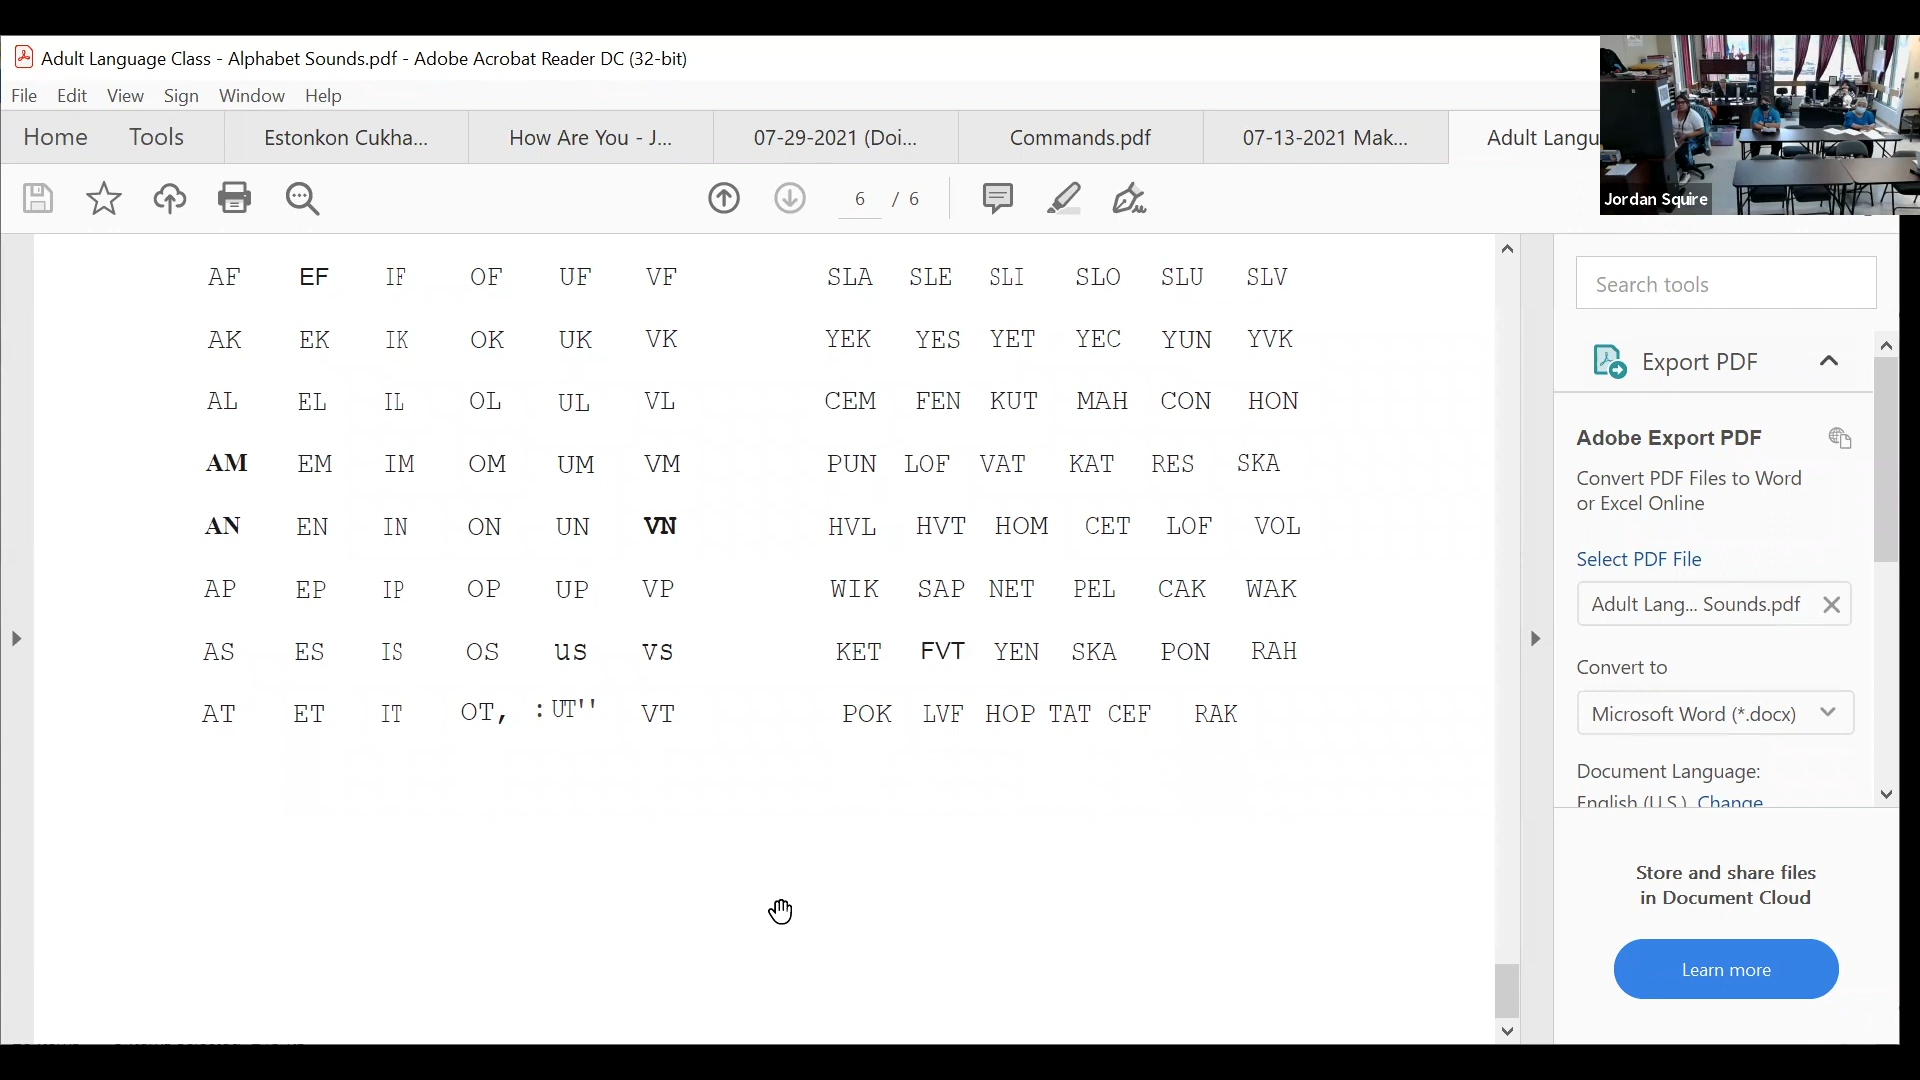 Adult Language Class - Alphabet Sounds.pdf - Adobe Acrobat Reader DC (32-bit)
File Edit View Sign Window Help
Home Tools Estonkon Cukha... How Are You - J... 07-29-2021 (Doi... Commands.pdf 07-13-2021 Mak... Adult Langu
6 / 6
Jordan Squire
AF EF IF OF UF VF SLA SLE SLI SLO SLU SLV
AK EK IK OK UK VK YEK YES YET YEC YUN YVK
AL EL IL OL UL VL CEM FEN KUT MAH CON HON
AM EM IM OM UM VM PUN LOF VAT KAT RES SKA
AN EN IN ON UN VN HVL HVT HOM CET LOF VOL
AP EP IP OP UP VP WIK SAP NET PEL CAK WAK
AS ES IS OS us vs KET FVT YEN SKA PON RAH
AT ET IT OT, :UT'' VT POK LVF HOP TAT CEF RAK
Search tools
Export PDF
Adobe Export PDF
Convert PDF Files to Word
or Excel Online
Select PDF File
Adult Lang... Sounds.pdf
Convert to
Microsoft Word (*.docx)
Document Language:
English (U.S.) Change
Store and share files
in Document Cloud
Learn more